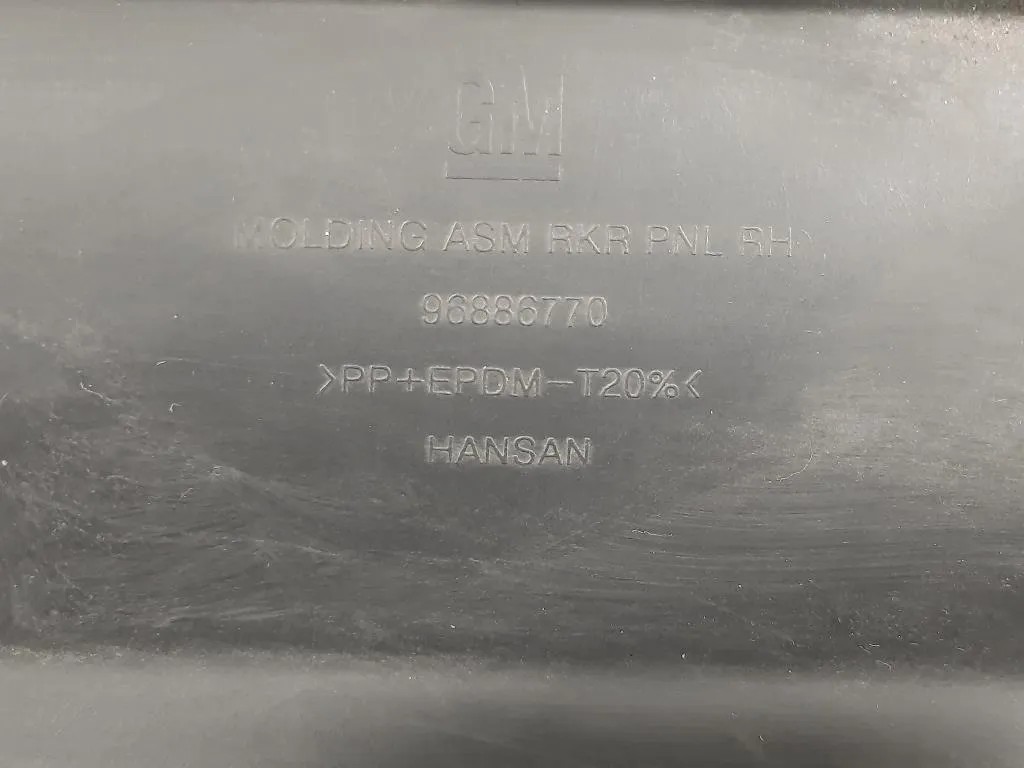 GM
MOLDING ASM RKR PNL RH
96886770
>PP+EPDM-T20%<
HANSAN